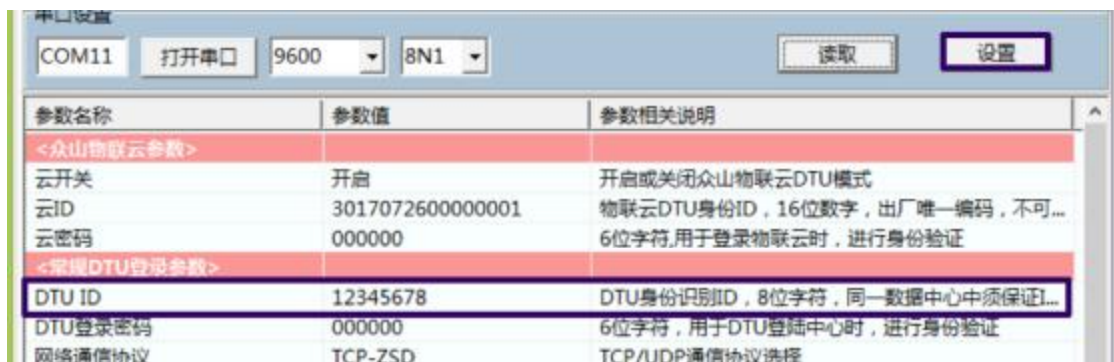 串口设置
COM11 打开串口 9600 8N1 读取 设置
参数名称 参数值 参数相关说明
<众山物联云参数>
云开关 开启 开启或关闭众山物联云DTU模式
云ID 3017072600000001 物联云DTU身份ID，16位数字，出厂唯一编码，不可...
云密码 000000 6位字符,用于登录物联云时，进行身份验证
<常规DTU登录参数>
DTU ID 12345678 DTU身份识别ID，8位字符，同一数据中心中须保证I...
DTU登录密码 000000 6位字符，用于DTU登陆中心时，进行身份验证
网络通信协议 TCP-ZSD TCP/UDP通信协议选择